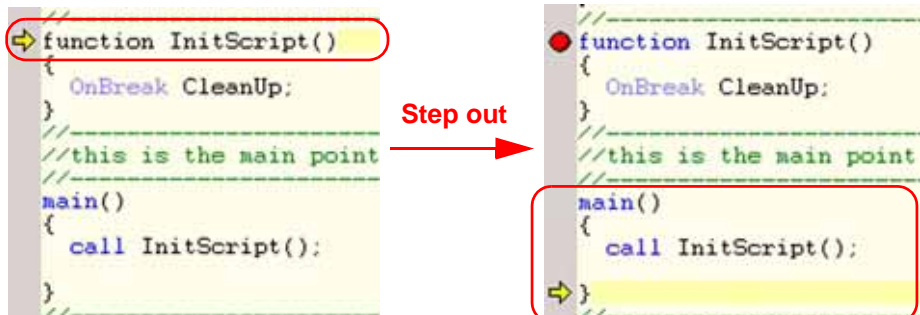 //-----------------------------
function InitScript()
{
OnBreak CleanUp;
}
//-----------------------------
//this is the main point
//-----------------------------
main()
{
call InitScript();
}
//-----------------------------
Step out
//-----------------------------
function InitScript()
{
OnBreak CleanUp;
}
//-----------------------------
//this is the main point
//-----------------------------
main()
{
call InitScript();
}
//-----------------------------